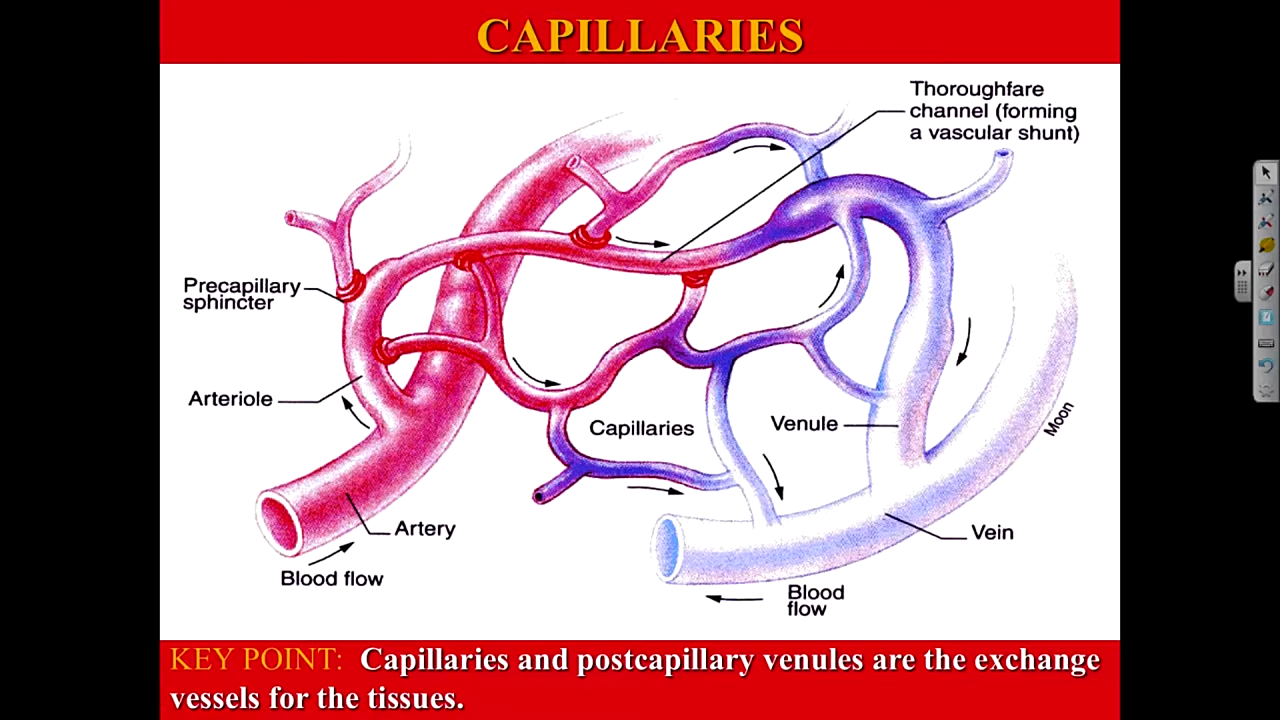 CAPILLARIES
Thoroughfare
channel (forming
a vascular shunt)
Precapillary
sphincter
Arteriole
Capillaries
Venule
Moon
Artery
Vein
Blood flow
Blood
flow
KEY POINT: Capillaries and postcapillary venules are the exchange
vessels for the tissues.